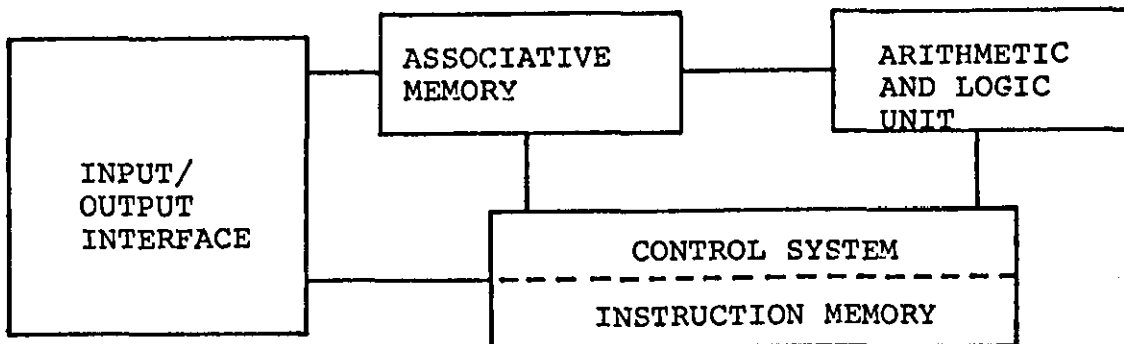 ASSOCIATIVE
MEMORY
ARITHMETIC
AND LOGIC
UNIT
INPUT/
OUTPUT
INTERFACE
CONTROL SYSTEM
INSTRUCTION MEMORY